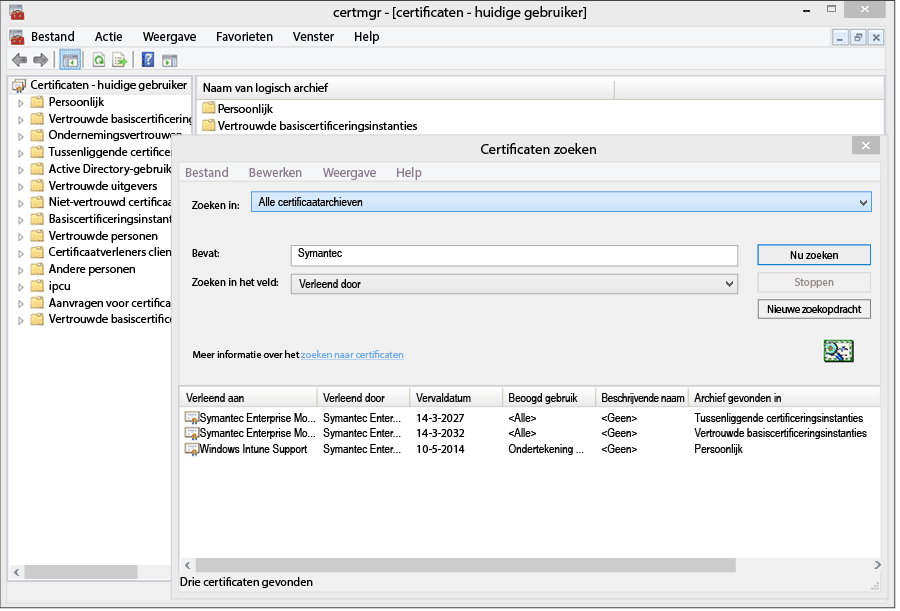 certmgr - [certificaten - huidige gebruiker]
Bestand Actie Weergave Favorieten Venster Help
Certificaten - huidige gebruiker
Persoonlijk
Vertrouwde basiscertificering
Ondernemingsvertrouwen
Tussenliggende certifice
Active Directory-gebruik
Vertrouwde uitgevers
Niet-vertrouwd certificaa
Basiscertificeringsinstant
Vertrouwde personen
Certificaatverleners clien
Andere personen
ipcu
Aanvragen voor certifica
Vertrouwde basiscertific
Naam van logisch archief
Persoonlijk
Vertrouwde basiscertificeringsinstanties
Certificaten zoeken
Bestand Bewerken Weergave Help
Zoeken in: Alle certificaatarchieven
Bevat: Symantec Nu zoeken
Zoeken in het veld: Verleend door Stoppen
Nieuwe zoekopdracht
Meer informatie over het zoeken naar certificaten
Verleend aan Verleend door Vervaldatum Beoogd gebruik Beschrijvende naam Archief gevonden in
Symantec Enterprise Mo... Symantec Enter... 14-3-2027 <Alle> <Geen> Tussenliggende certificeringsinstanties
Symantec Enterprise Mo... Symantec Enter... 14-3-2032 <Alle> <Geen> Vertrouwde basiscertificeringsinstanties
Windows Intune Support Symantec Enter... 10-5-2014 Ondertekening ... <Geen> Persoonlijk
Drie certificaten gevonden